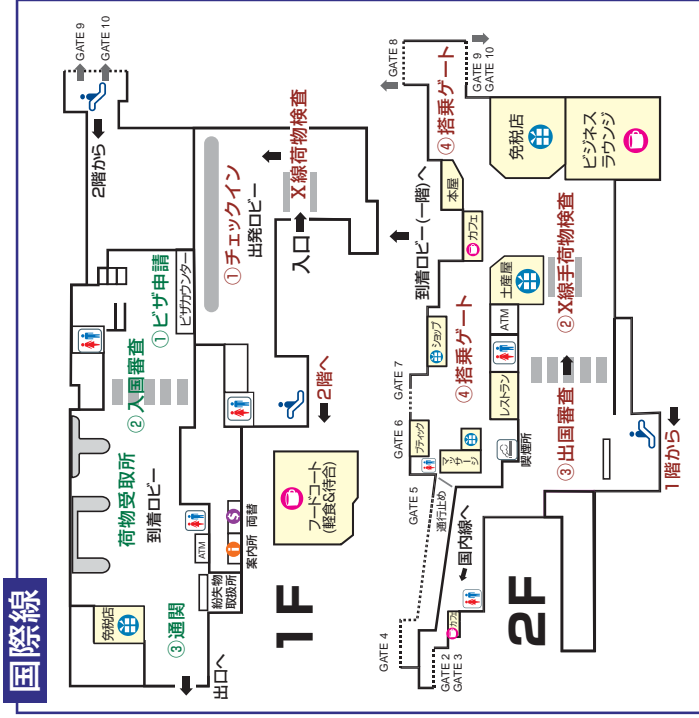 国際線
1F
GATE 9
GATE 10
2階から
①ビザ申請
ビザカウンター
②入国審査
荷物受取所
到着ロビー
ATM
案内所
両替
紛失物
取扱所
免税店
③通関
出口へ
①チェックイン
出発ロビー
X線荷物検査
入口
2階へ
フードコート
(軽食&待合)
2F
GATE 8
GATE 9
GATE 10
④搭乗ゲート
免税店
ビジネス
ラウンジ
本屋
カフェ
到着ロビー(一階)へ
土産屋
②X線手荷物検査
ATM
ショップ
④搭乗ゲート
GATE 7
レストラン
③出国審査
GATE 6
ブティック
マッサージ
喫煙所
1階から
GATE 5
通行止め
国内線へ
カフェ
GATE 4
GATE 2
GATE 3